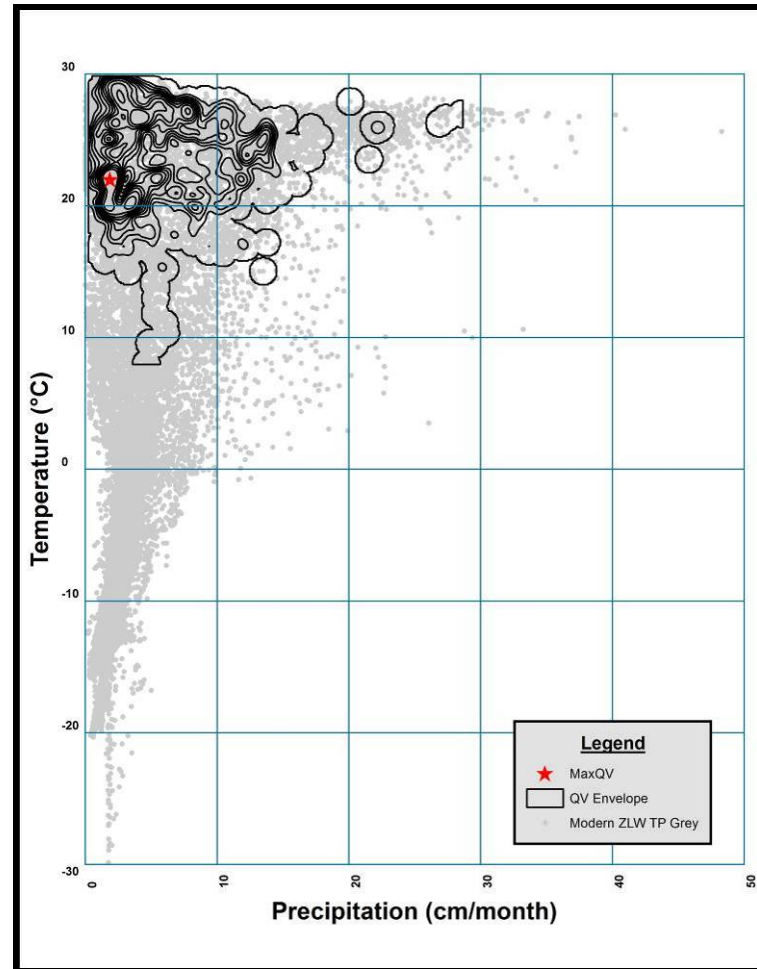 30
20
10
0
-10
-20
-30
Temperature (°C)
Legend
MaxQV
QV Envelope
Modern ZLW TP Grey
0
10
20
30
40
50
Precipitation (cm/month)